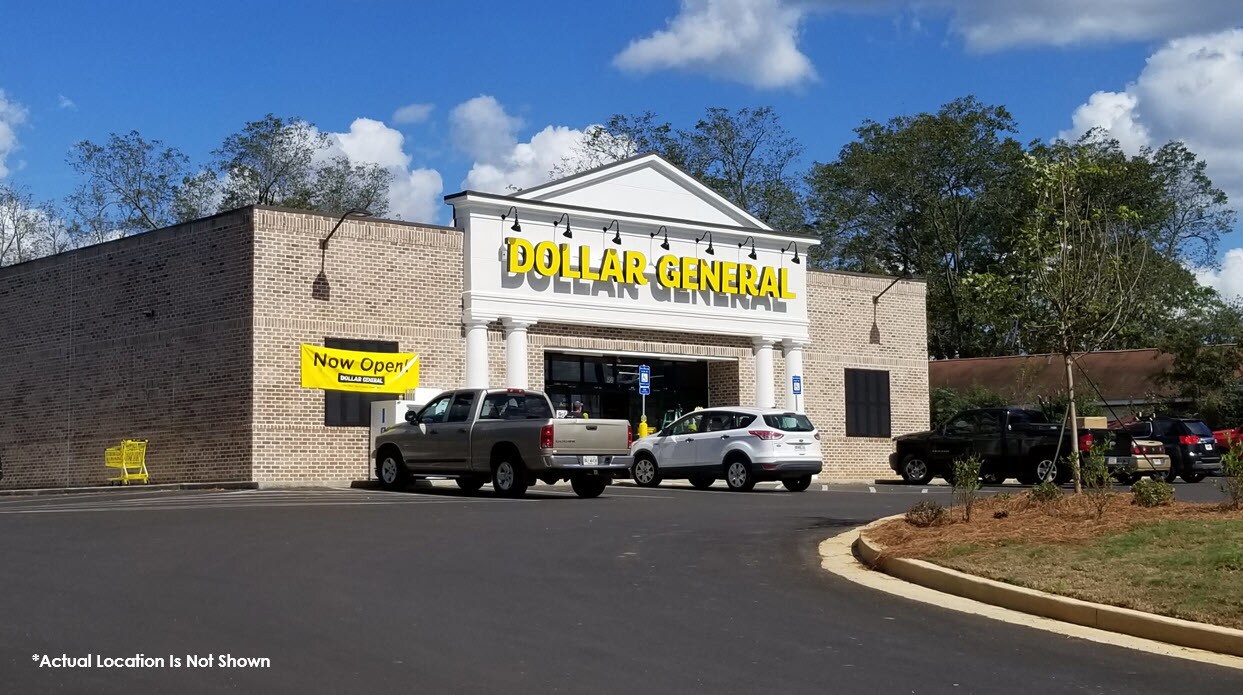 DOLLAR GENERAL
Now Open!
DOLLAR GENERAL
*Actual Location Is Not Shown